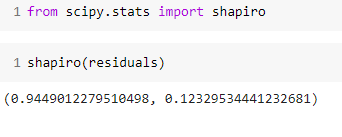 1 from scipy.stats import shapiro
1 shapiro(residuals)
(0.9449012279510498, 0.12329534441232681)